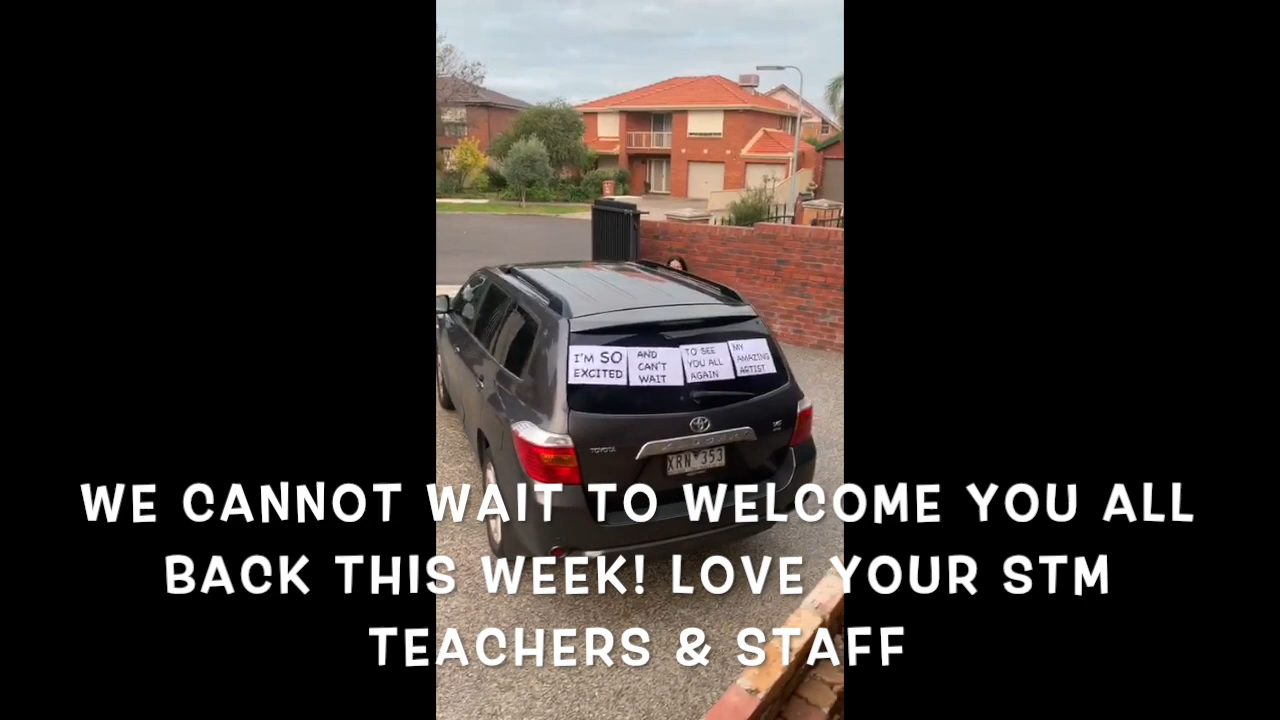 I'M SO
EXCITED
AND
CAN'T
WAIT
TO SEE
YOU ALL
AGAIN
MY
AMAZING
ARTIST
TOYOTA
XRN 353
WE CANNOT WAIT TO WELCOME YOU ALL
BACK THIS WEEK! LOVE YOUR STM
TEACHERS & STAFF